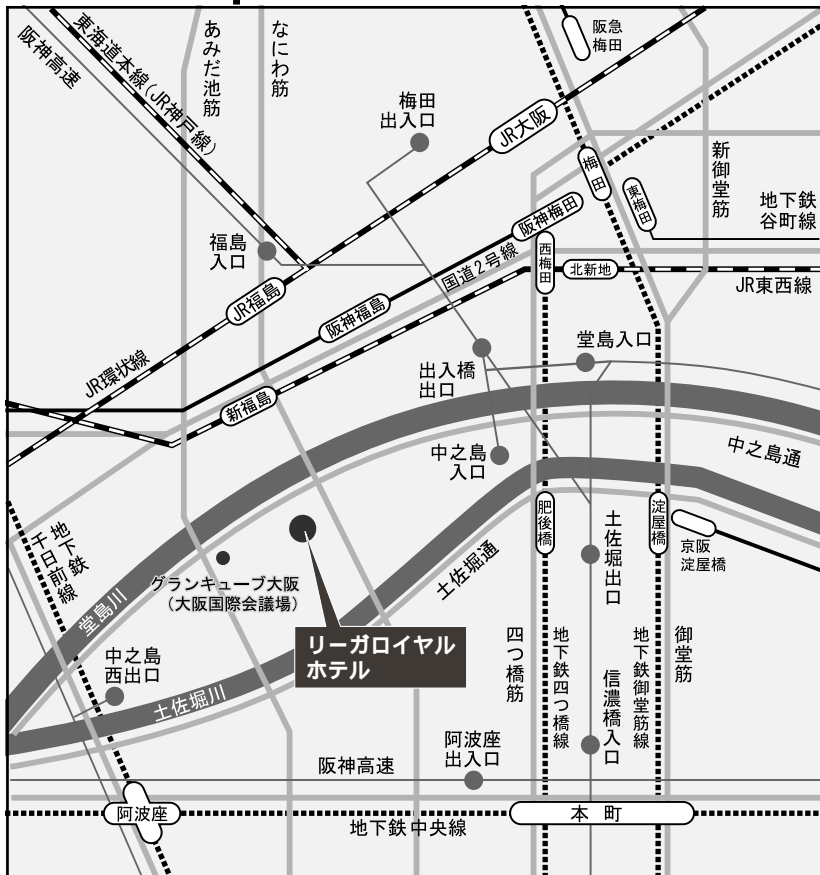 東海道本線(JR神戸線)
阪神高速
あみだ池筋
なにわ筋
阪急
梅田
梅田
出入口
JR大阪
梅田
東梅田
新御堂筋
地下鉄
谷町線
福島
入口
阪神梅田
西梅田
国道2号線
北新地
JR東西線
JR福島
阪神福島
堂島入口
JR環状線
出入橋
出口
新福島
中之島
入口
中之島通
地下鉄
千日前線
肥後橋
淀屋橋
京阪
淀屋橋
土佐堀出口
グランキューブ大阪
(大阪国際会議場)
土佐堀通
堂島川
リーガロイヤル
ホテル
四つ橋筋
地下鉄四つ橋線
地下鉄御堂筋線
御堂筋
中之島
西出口
土佐堀川
信濃橋入口
阿波座
出入口
阪神高速
阿波座
本町
地下鉄中央線